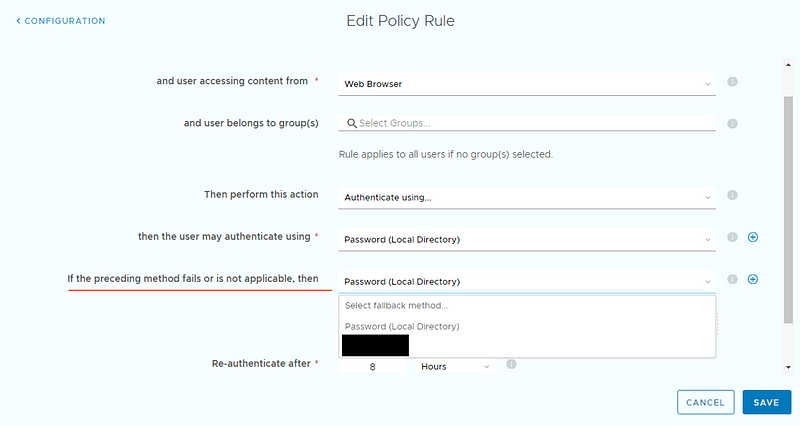 < CONFIGURATION
Edit Policy Rule
and user accessing content from *
Web Browser
and user belongs to group(s)
Select Groups...
Rule applies to all users if no group(s) selected.
Then perform this action
Authenticate using...
then the user may authenticate using *
Password (Local Directory)
If the preceding method fails or is not applicable, then
Password (Local Directory)
Select fallback method...
Password (Local Directory)
Re-authenticate after *
8
Hours
CANCEL
SAVE